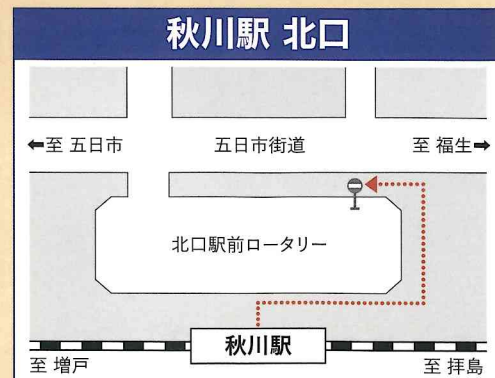 秋川駅 北口
←至 五日市
五日市街道
至 福生→
北口駅前ロータリー
秋川駅
至 増戸
至 拝島